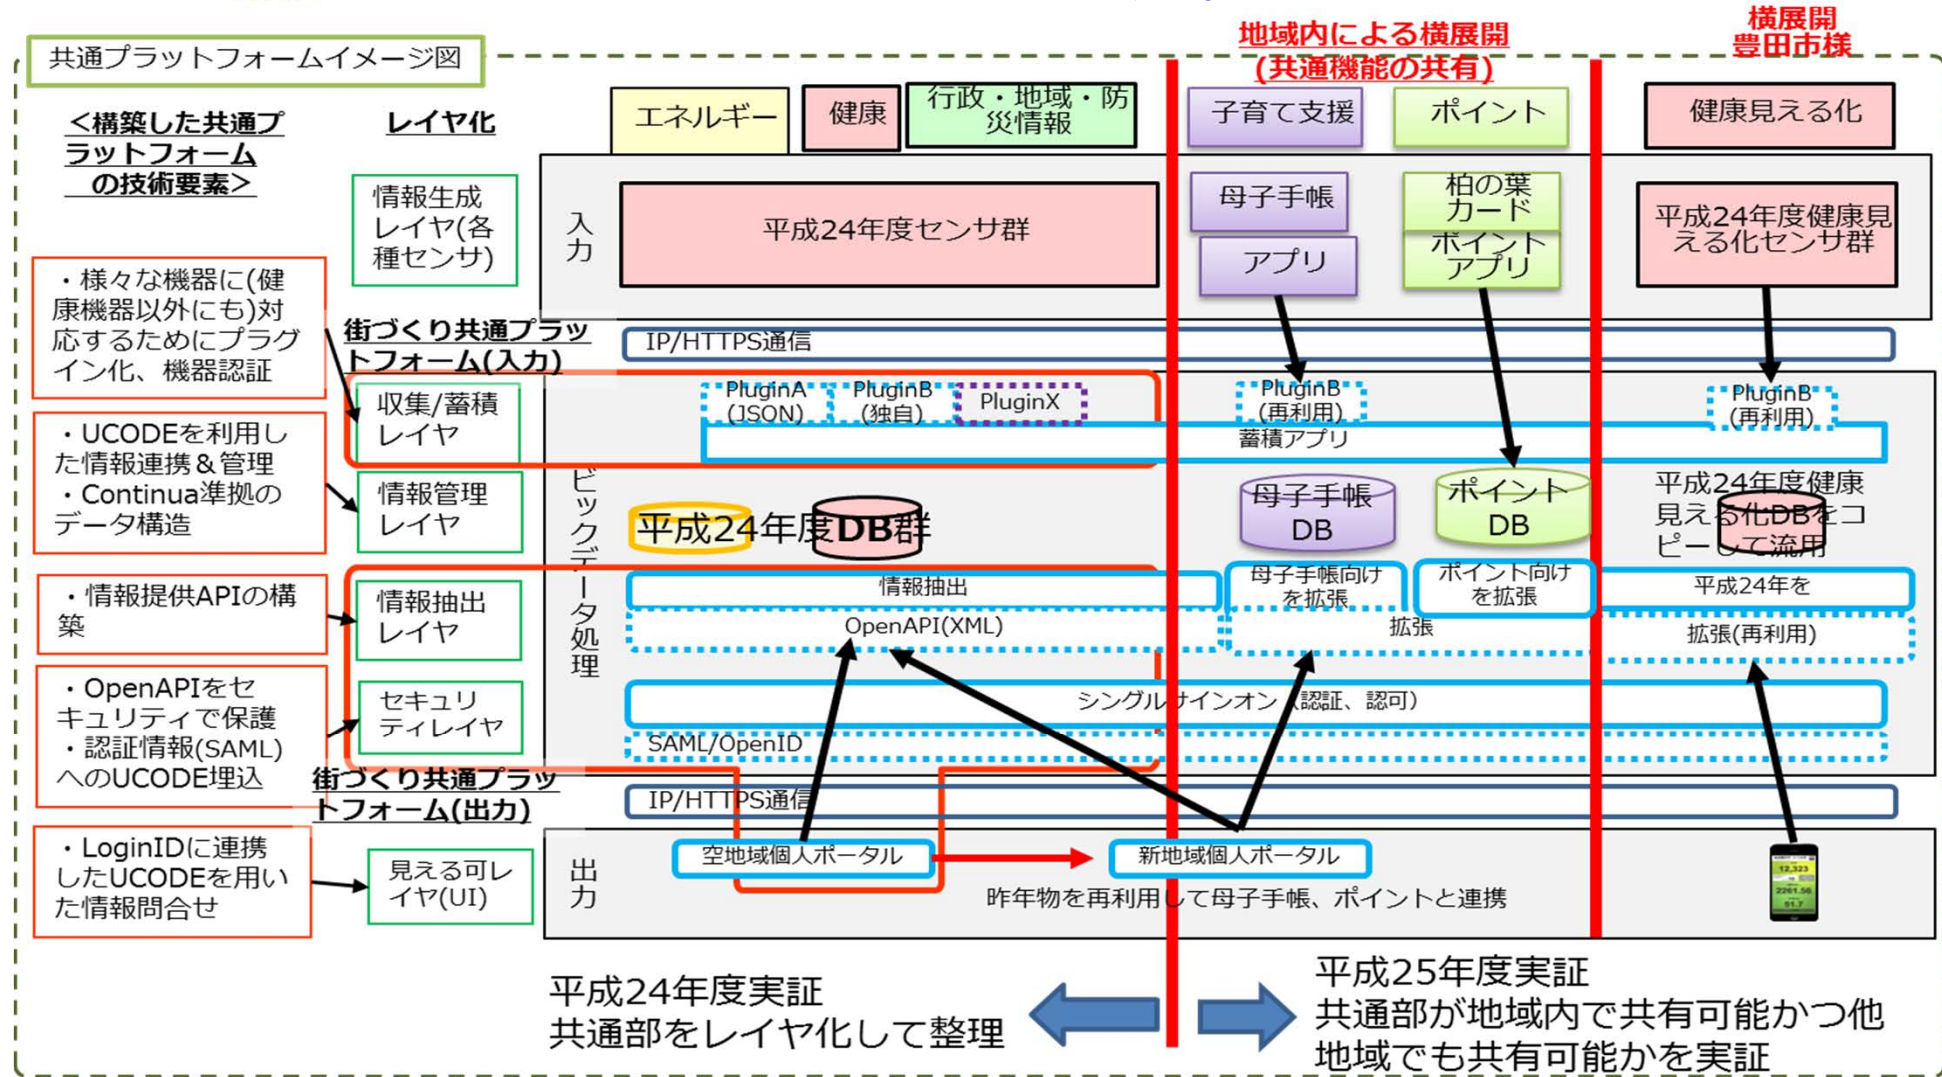 地域内による横展開
(共通機能の共有)
横展開
豊田市様
共通プラットフォームイメージ図
<構築した共通プ
ラットフォーム
の技術要素>
レイヤ化
エネルギー
健康
行政・地域・防
災情報
子育て支援
ポイント
健康見える化
情報生成
レイヤ(各
種センサ)
入
力
平成24年度センサ群
母子手帳
アプリ
柏の葉
カード
ポイント
アプリ
平成24年度健康見
える化センサ群
・様々な機器に(健
康機器以外にも)対
応するためにプラグ
イン化、機器認証
街づくり共通プラッ
トフォーム(入力)
IP/HTTPS通信
収集/蓄積
レイヤ
PluginA
(JSON)
PluginB
(独自)
PluginX
PluginB
(再利用)
PluginB
(再利用)
蓄積アプリ
・UCODEを利用し
た情報連携&管理
・Continua準拠の
データ構造
情報管理
レイヤ
ビックデータ処理
平成24年度DB群
母子手帳
DB
ポイント
DB
平成24年度健康
見える化DBをコ
ピーして流用
・情報提供APIの構
築
情報抽出
レイヤ
情報抽出
母子手帳向け
を拡張
ポイント向け
を拡張
平成24年を
OpenAPI(XML)
拡張
拡張(再利用)
・OpenAPIをセ
キュリティで保護
・認証情報(SAML)
へのUCODE埋込
セキュリ
ティレイヤ
シングルサインオン(認証、認可)
SAML/OpenID
街づくり共通プラッ
トフォーム(出力)
IP/HTTPS通信
・LoginIDに連携
したUCODEを用い
た情報問合せ
見える可レ
イヤ(UI)
出
力
空地域個人ポータル
新地域個人ポータル
昨年物を再利用して母子手帳、ポイントと連携
12,323
2261.56
51.7
平成24年度実証
共通部をレイヤ化して整理
平成25年度実証
共通部が地域内で共有可能かつ他
地域でも共有可能かを実証